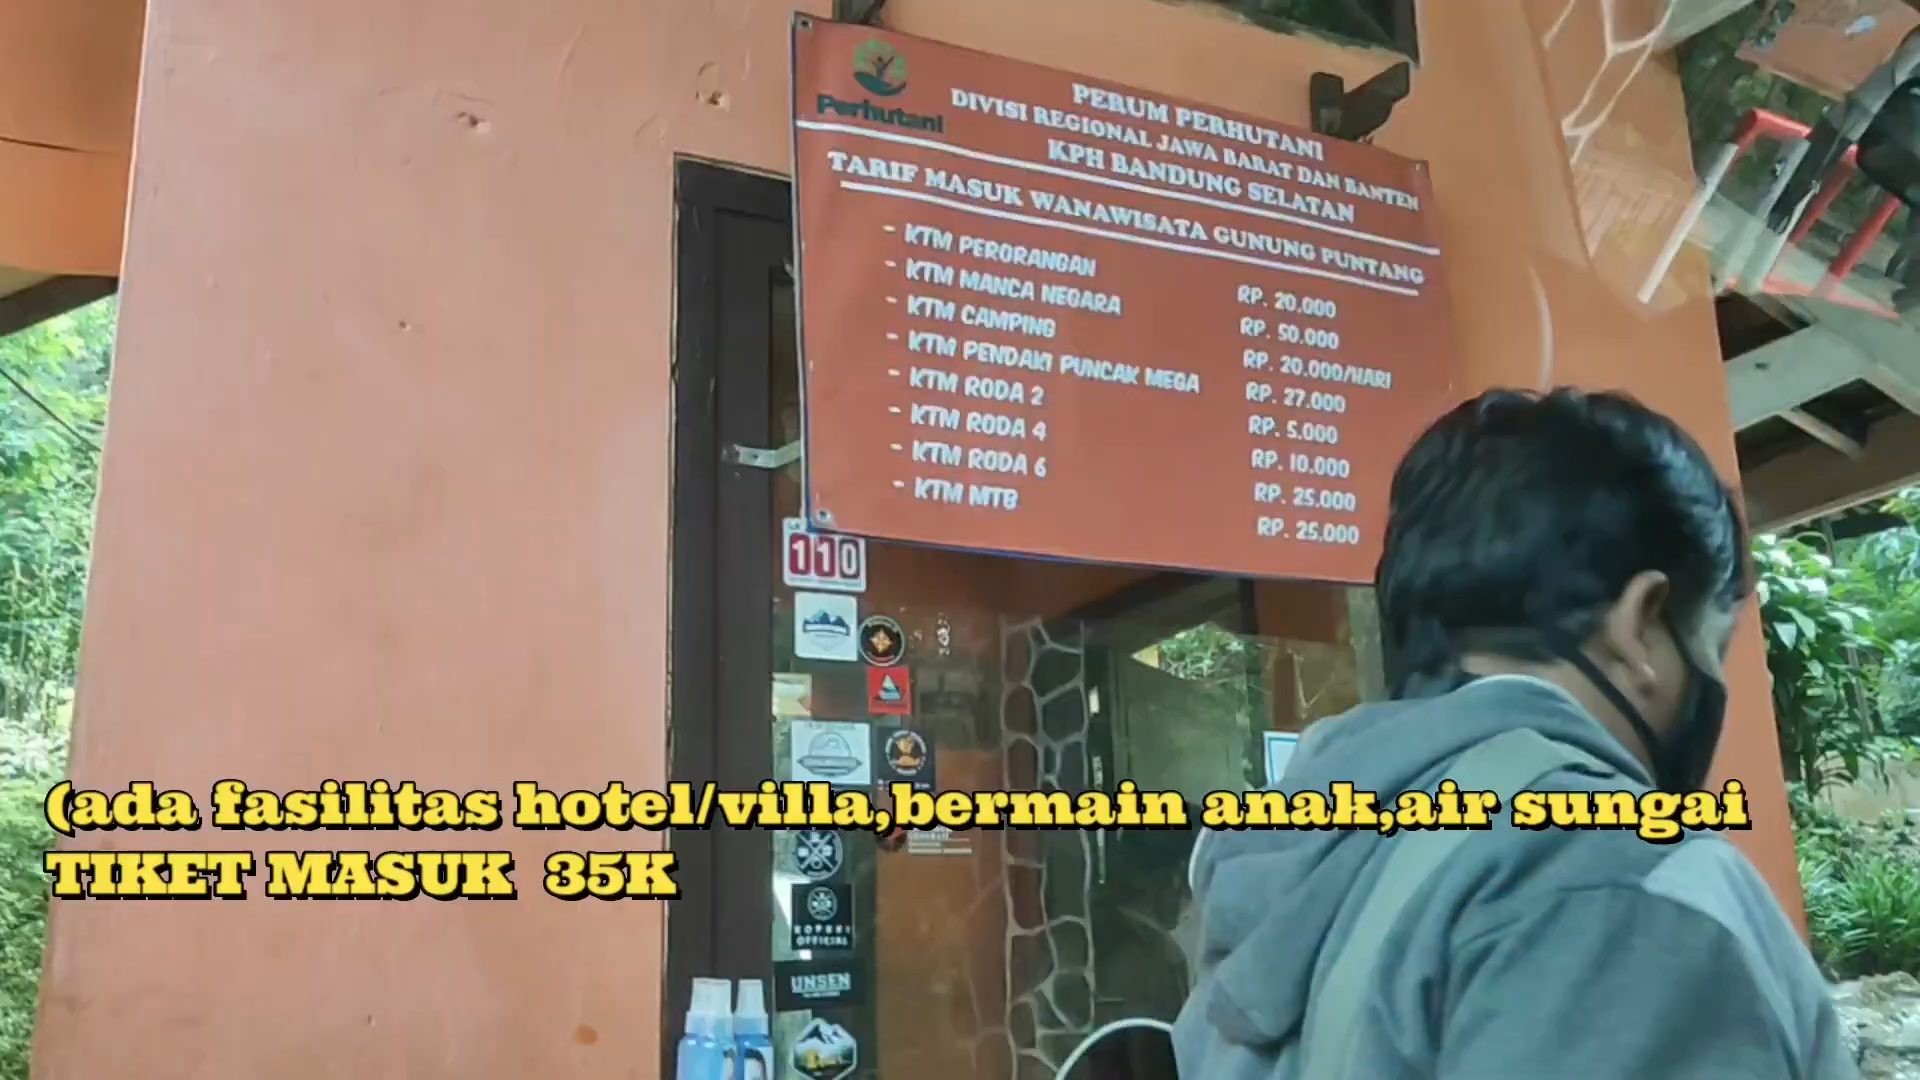 Perhutani
PERUM PERHUTANI
DIVISI REGIONAL JAWA BARAT DAN BANTEN
KPH BANDUNG SELATAN
TARIF MASUK WANAWISATA GUNUNG PUNTANG
- KTM PERORANGAN RP. 20.000
- KTM MANCA NEGARA RP. 50.000
- KTM CAMPING RP. 20.000/HARI
- KTM PENDAKI PUNCAK MEGA RP. 27.000
- KTM RODA 2 RP. 5.000
- KTM RODA 4 RP. 10.000
- KTM RODA 6 RP. 25.000
- KTM MTB RP. 25.000
110
(ada fasilitas hotel/villa,bermain anak,air sungai
TIKET MASUK 35K
OFFICIAL
UNSEN